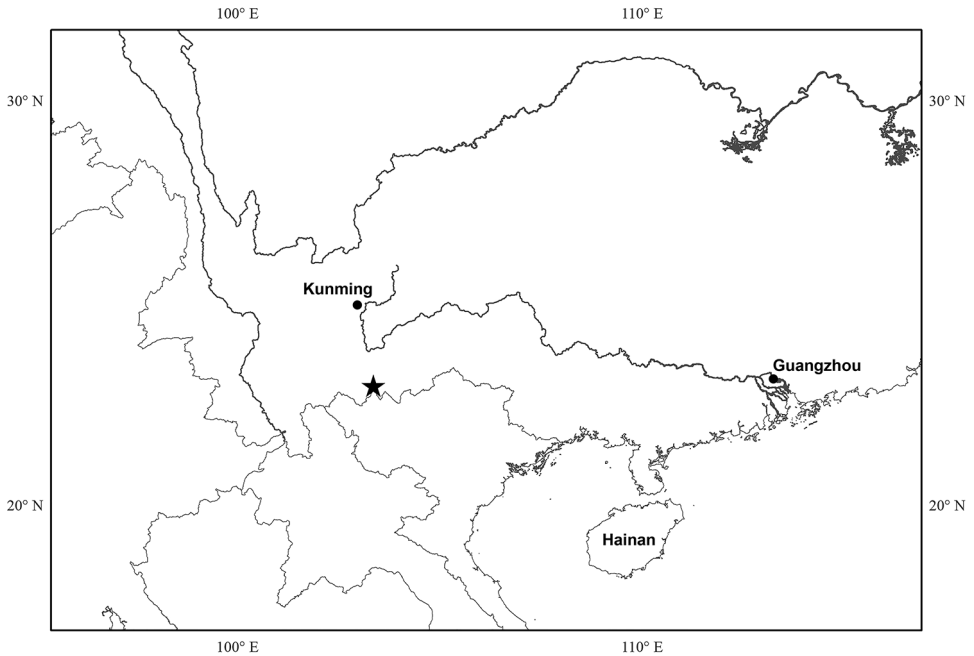 100° E 110° E
30° N 30° N
Kunming
Guangzhou
20° N 20° N
Hainan
100° E 110° E